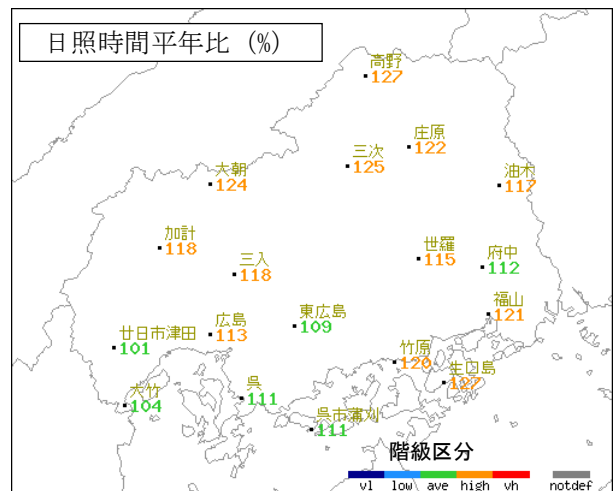 日照時間平年比 (%)
高野
127
庄原
122
三次
125
大朝
124
油木
117
加計
118
三入
118
世羅
115
府中
112
福山
121
東広島
109
広島
113
廿日市津田
101
竹原
120
生口島
127
大竹
104
呉
111
呉市蒲刈
111
階級区分
vl low ave high vh notdef